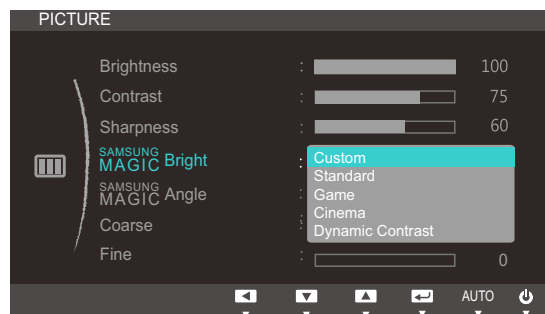 PICTURE
Brightness : 100
Contrast : 75
Sharpness : 60
SAMSUNG MAGIC Bright :
Custom
Standard
SAMSUNG MAGIC Angle :
Game
Cinema
Coarse :
Dynamic Contrast
Fine : 0
AUTO